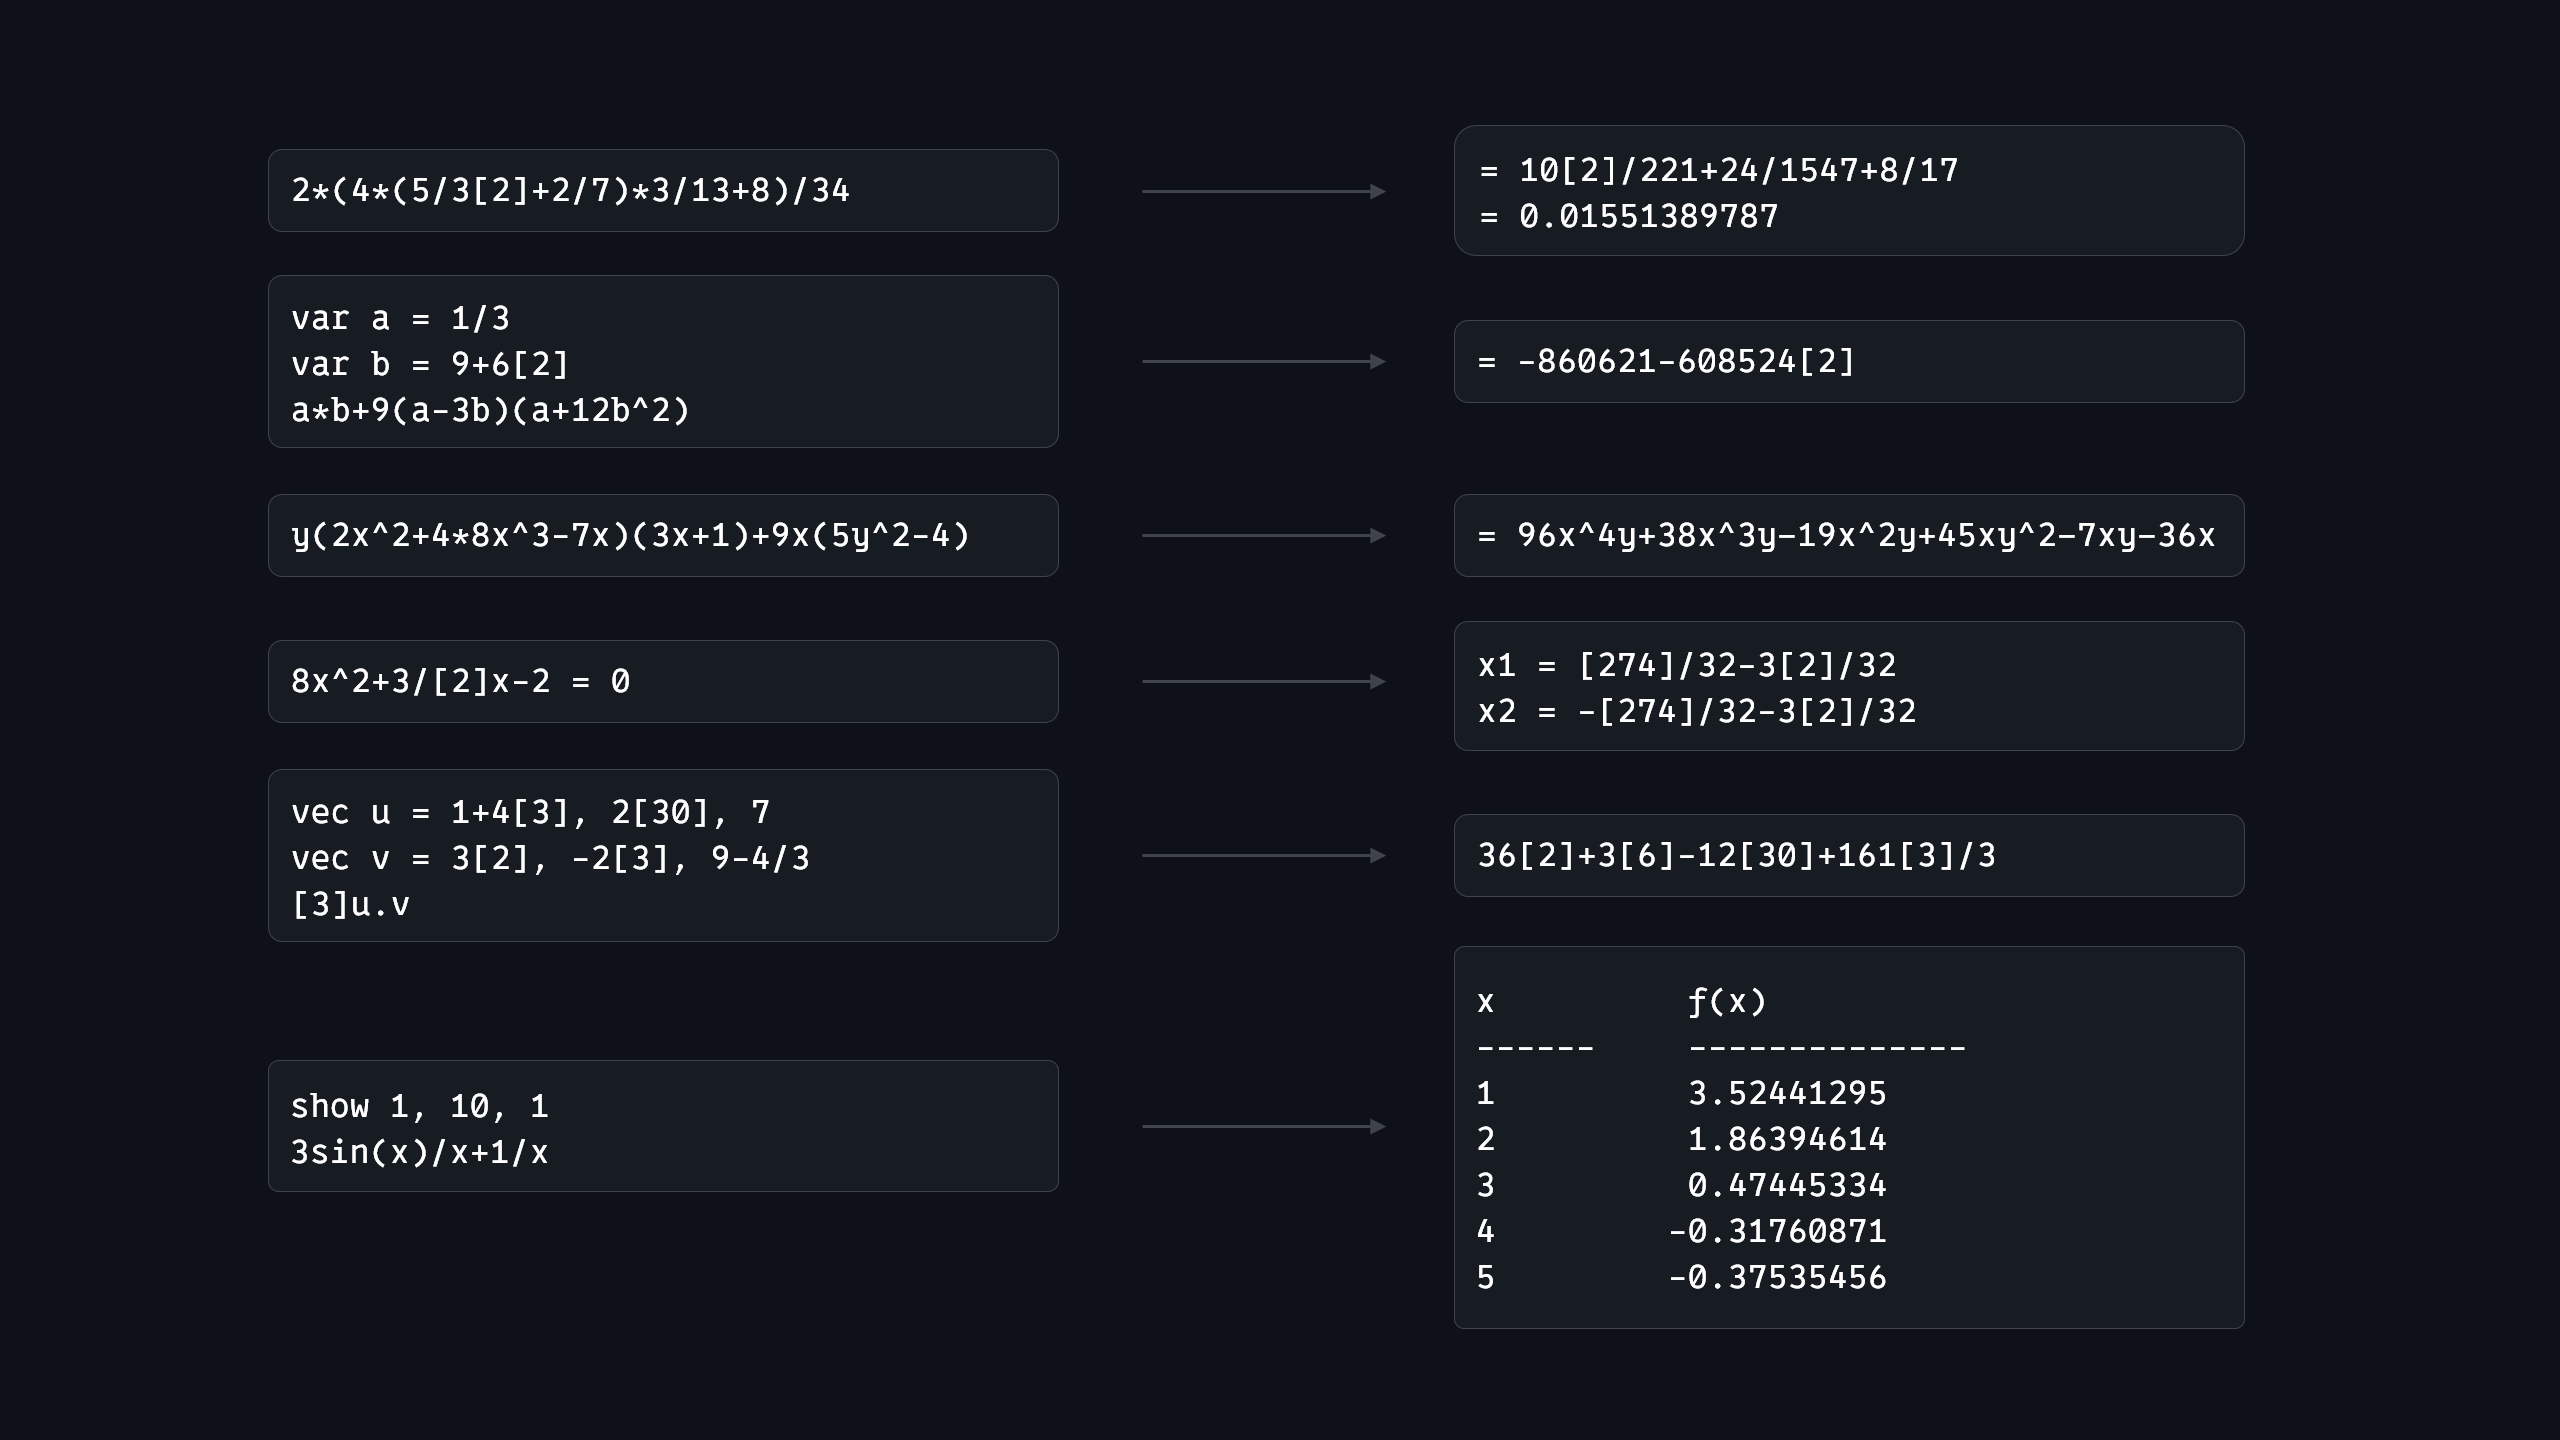 2*(4*(5/3[2]+2/7)*3/13+8)/34
= 10[2]/221+24/1547+8/17
= 0.01551389787
var a = 1/3
var b = 9+6[2]
a*b+9(a-3b)(a+12b^2)
= -860621-608524[2]
y(2x^2+4*8x^3-7x)(3x+1)+9x(5y^2-4)
= 96x^4y+38x^3y-19x^2y+45xy^2-7xy-36x
8x^2+3/[2]x-2 = 0
x1 = [274]/32-3[2]/32
x2 = -[274]/32-3[2]/32
vec u = 1+4[3], 2[30], 7
vec v = 3[2], -2[3], 9-4/3
[3]u.v
36[2]+3[6]-12[30]+161[3]/3
show 1, 10, 1
3sin(x)/x+1/x
x ƒ(x)
------ --------------
1 3.52441295
2 1.86394614
3 0.47445334
4 -0.31760871
5 -0.37535456